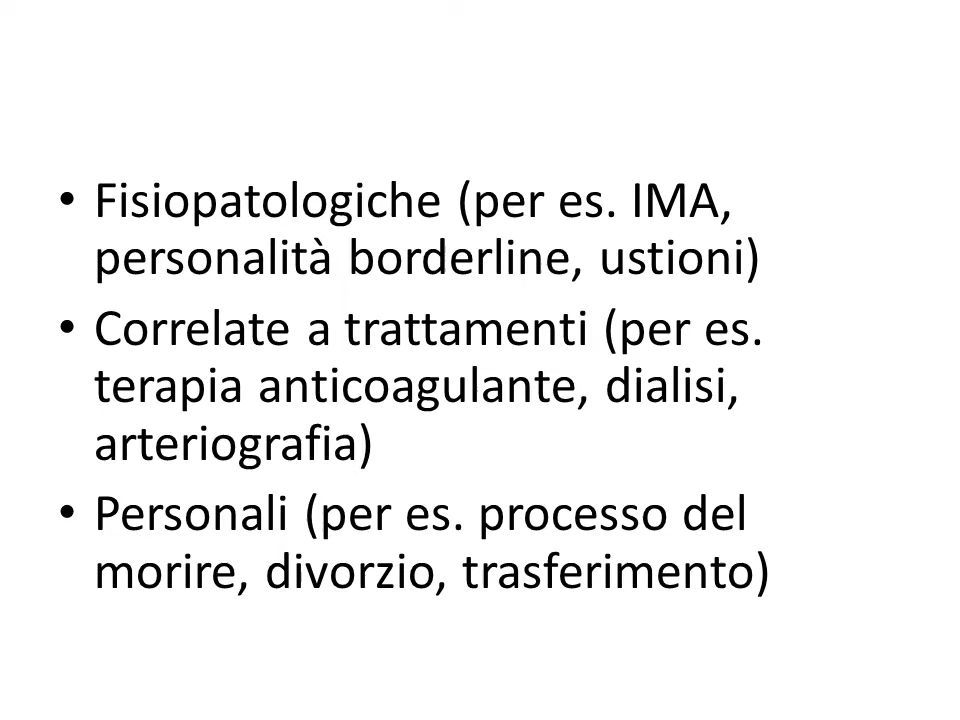 • Fisiopatologiche (per es. IMA,
personalità borderline, ustioni)
• Correlate a trattamenti (per es.
terapia anticoagulante, dialisi,
arteriografia)
• Personali (per es. processo del
morire, divorzio, trasferimento)